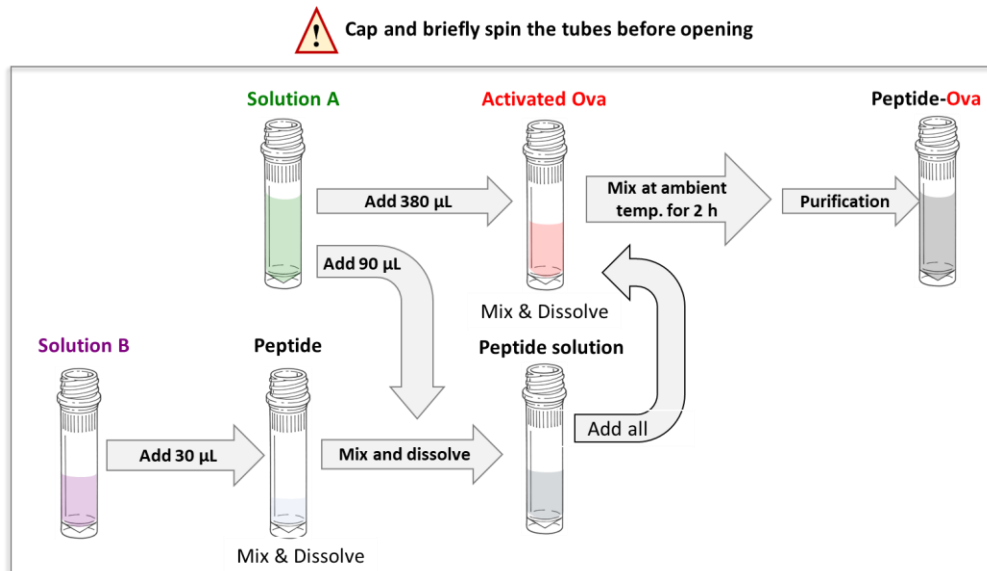 Cap and briefly spin the tubes before opening
Solution A
Activated Ova
Peptide-Ova
Add 380 µL
Mix at ambient
temp. for 2 h
Purification
Add 90 µL
Mix & Dissolve
Solution B
Peptide
Peptide solution
Add 30 µL
Mix and dissolve
Add all
Mix & Dissolve